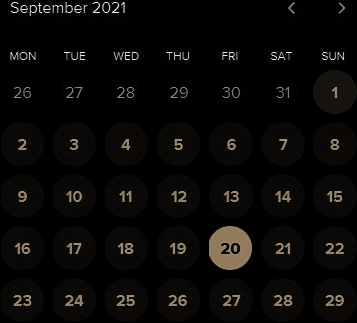 September 2021
MON TUE WED THU FRI SAT SUN
26 27 28 29 30 31 1
2 3 4 5 6 7 8
9 10 11 12 13 14 15
16 17 18 19 20 21 22
23 24 25 26 27 28 29